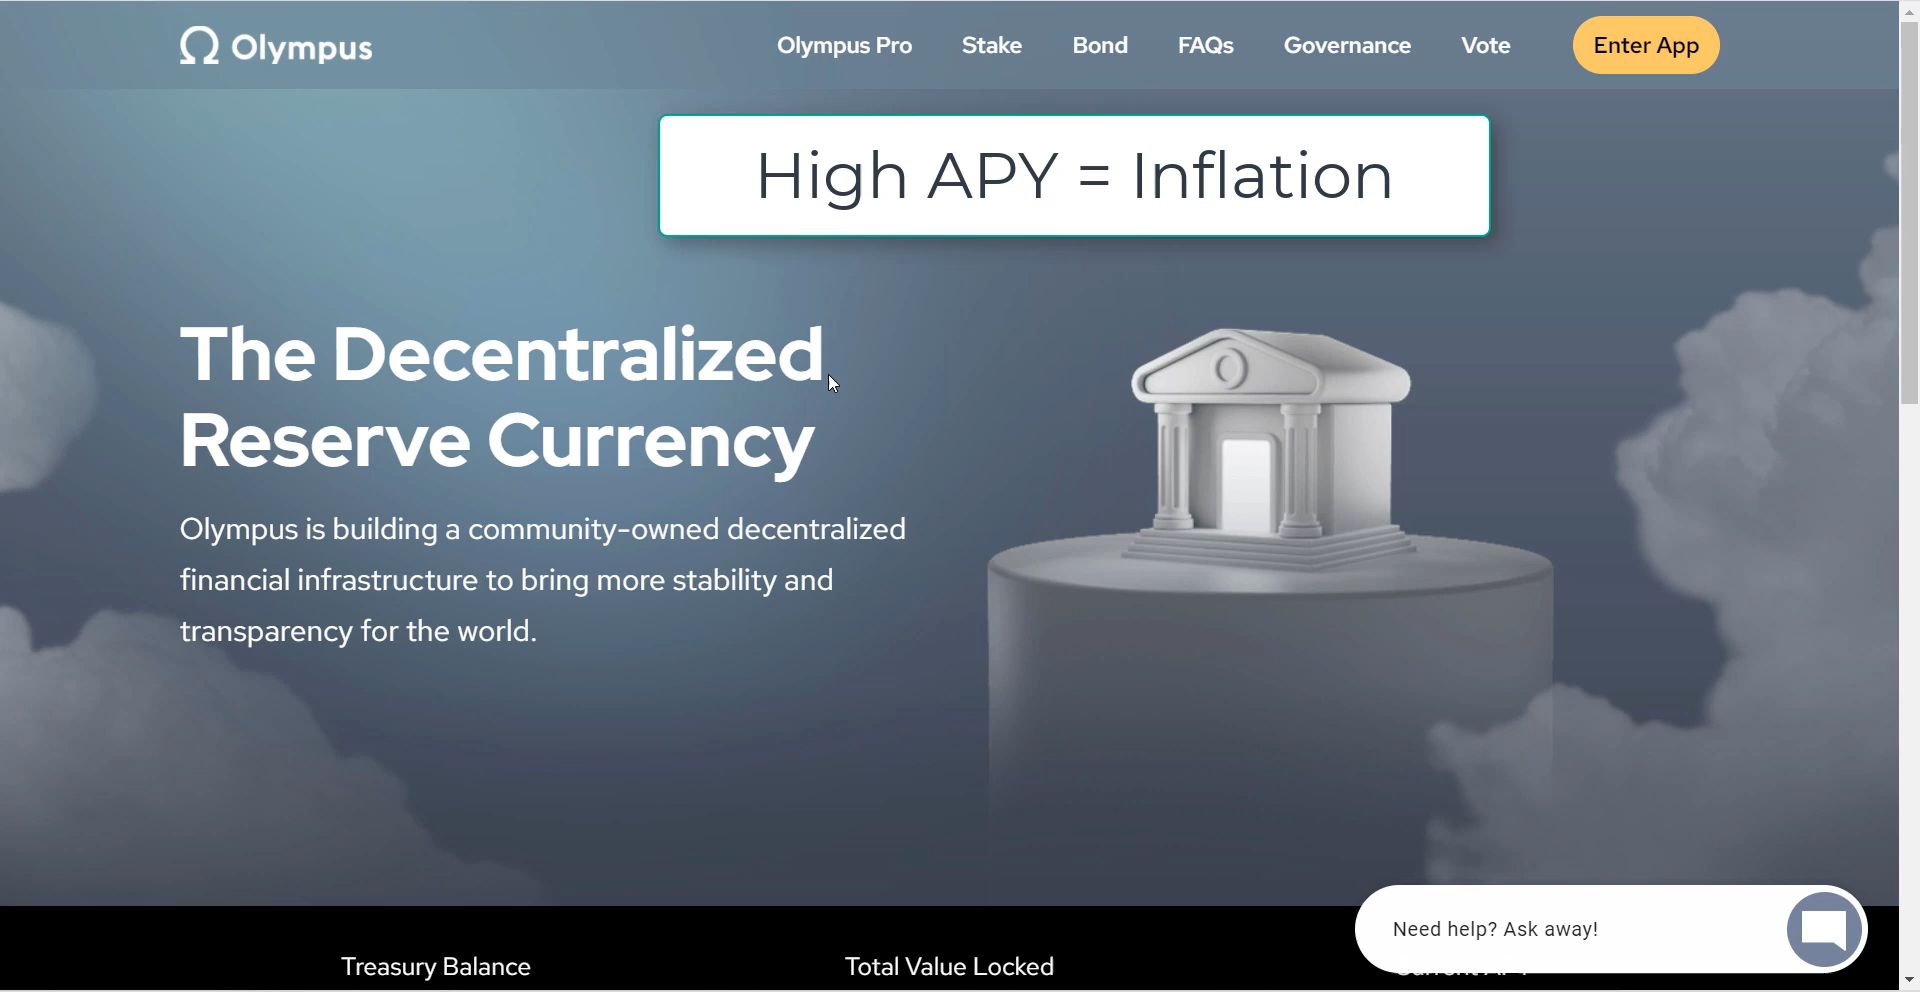 Olympus
Olympus Pro Stake Bond FAQs Governance Vote Enter App
High APY = Inflation
The Decentralized
Reserve Currency
Olympus is building a community-owned decentralized
financial infrastructure to bring more stability and
transparency for the world.
Need help? Ask away!
Treasury Balance Total Value Locked